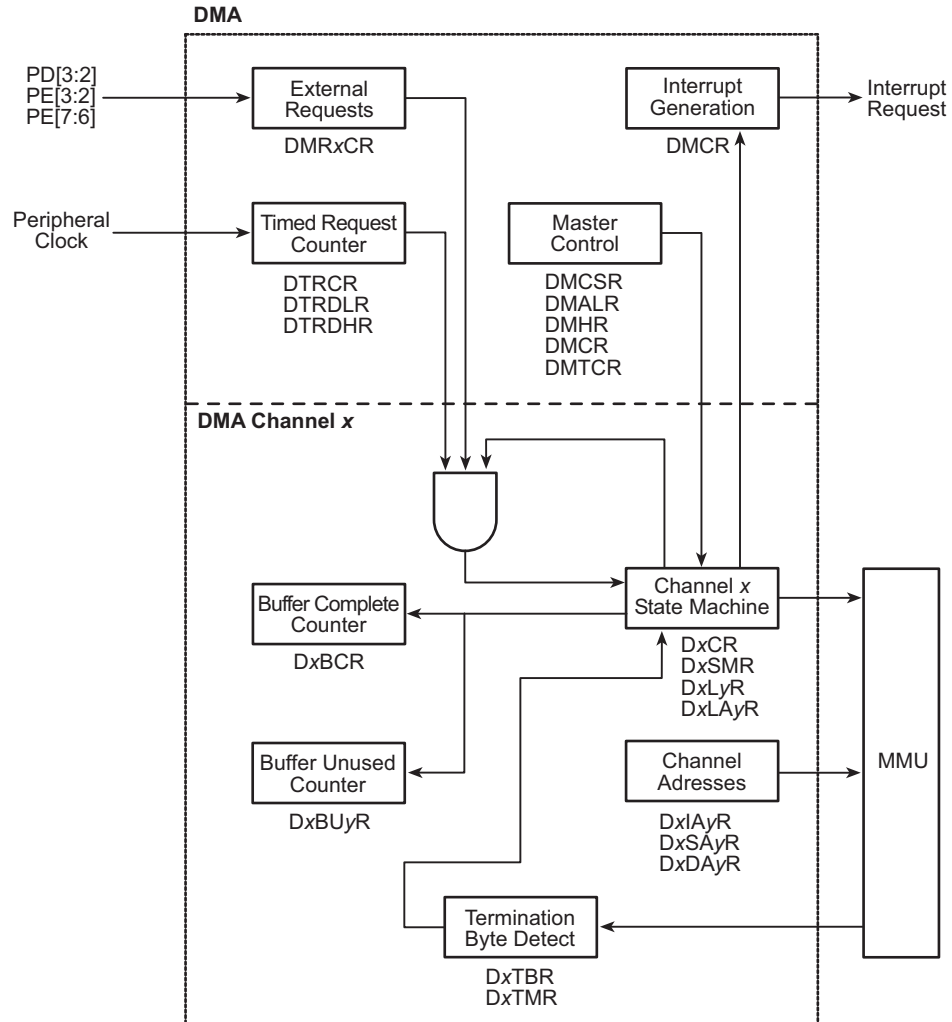 DMA
PD[3:2]
PE[3:2]
PE[7:6]
External
Requests
DMRxCR
Interrupt
Generation
DMCR
Interrupt
Request
Peripheral
Clock
Timed Request
Counter
DTRCR
DTRDLR
DTRDHR
Master
Control
DMCSR
DMALR
DMHR
DMCR
DMTCR
DMA Channel x
Buffer Complete
Counter
DxBCR
Channel x
State Machine
DxCR
DxSMR
DxLyR
DxLAyR
Buffer Unused
Counter
DxBUyR
Channel
Adresses
DxIAyR
DxSAyR
DxDAyR
MMU
Termination
Byte Detect
DxTBR
DxTMR